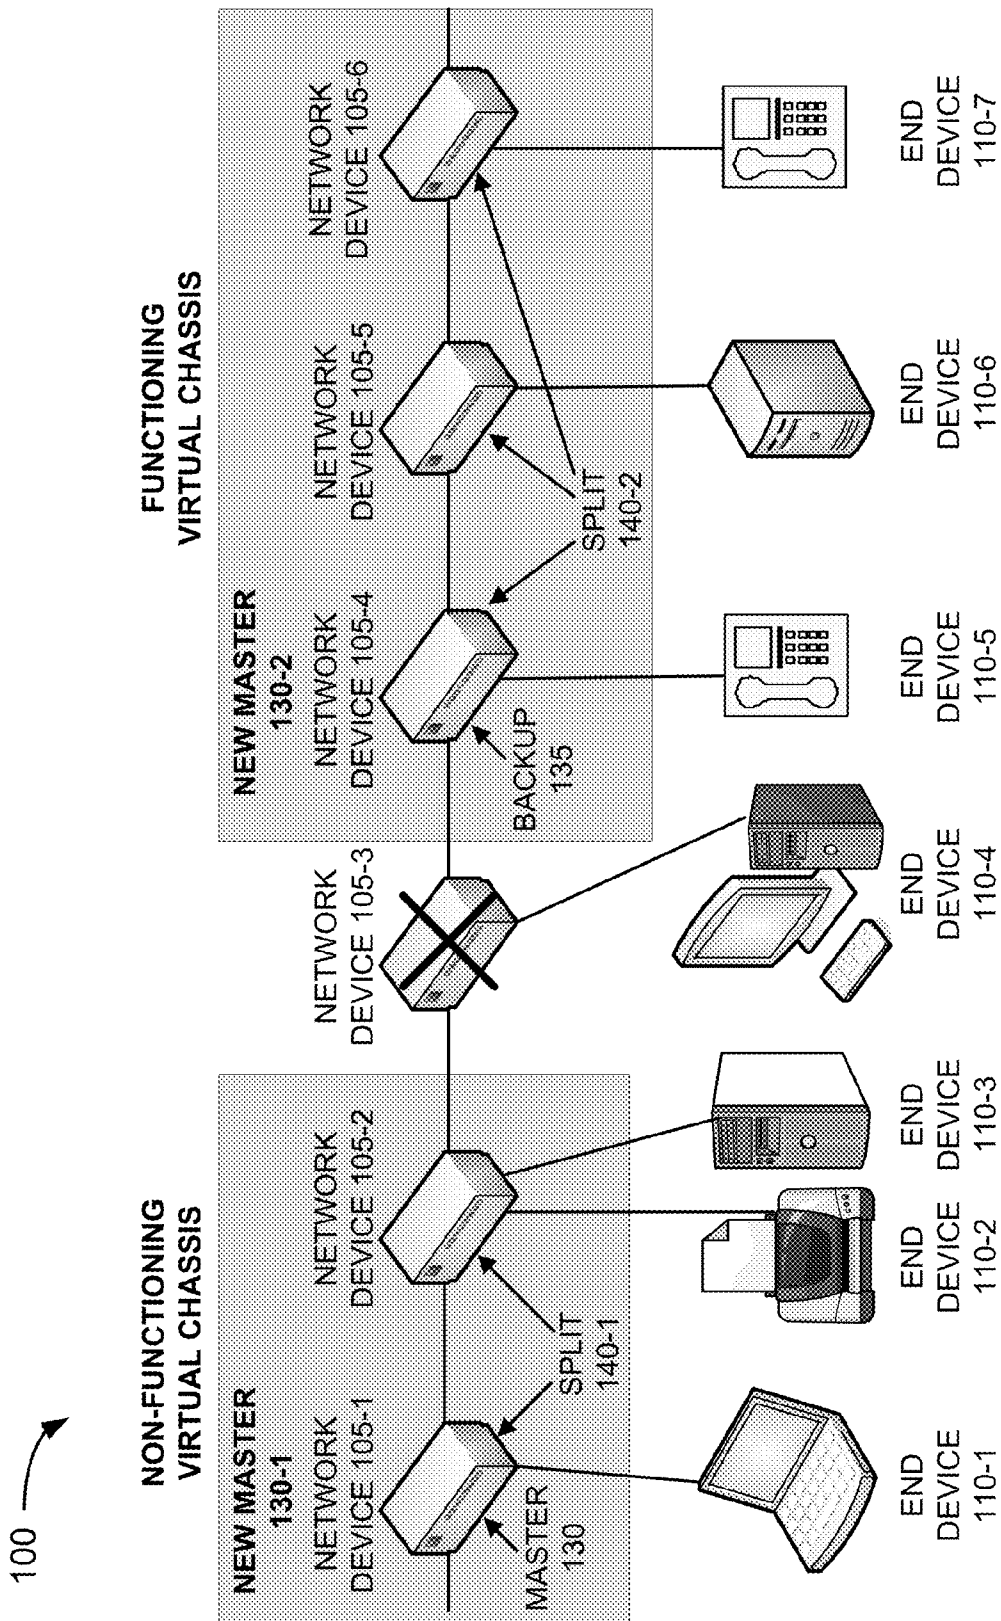 100
NON-FUNCTIONING
VIRTUAL CHASSIS
FUNCTIONING
VIRTUAL CHASSIS
NEW MASTER
130-1
NETWORK
DEVICE 105-1
NETWORK
DEVICE 105-2
NETWORK
DEVICE 105-3
NEW MASTER
130-2
NETWORK
DEVICE 105-4
NETWORK
DEVICE 105-5
NETWORK
DEVICE 105-6
MASTER
130
SPLIT
140-1
BACKUP
135
SPLIT
140-2
END
DEVICE
110-1
END
DEVICE
110-2
END
DEVICE
110-3
END
DEVICE
110-4
END
DEVICE
110-5
END
DEVICE
110-6
END
DEVICE
110-7